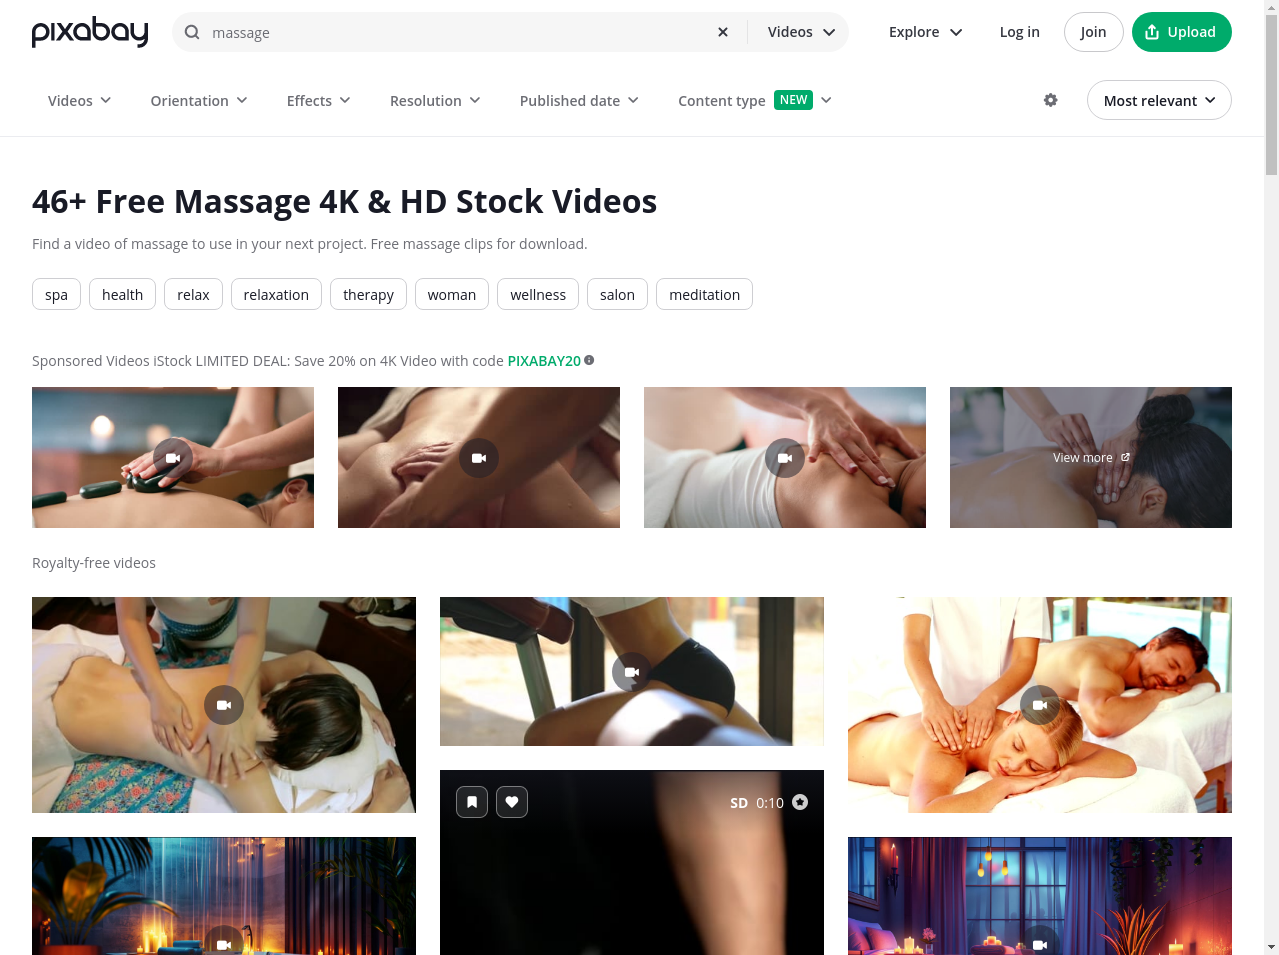 pixabay
massage
Videos
Explore
Log in
Join
Upload
Videos
Orientation
Effects
Resolution
Published date
Content type NEW
Most relevant
46+ Free Massage 4K & HD Stock Videos
Find a video of massage to use in your next project. Free massage clips for download.
spa
health
relax
relaxation
therapy
woman
wellness
salon
meditation
Sponsored Videos iStock LIMITED DEAL: Save 20% on 4K Video with code PIXABAY20
View more
Royalty-free videos
SD 0:10